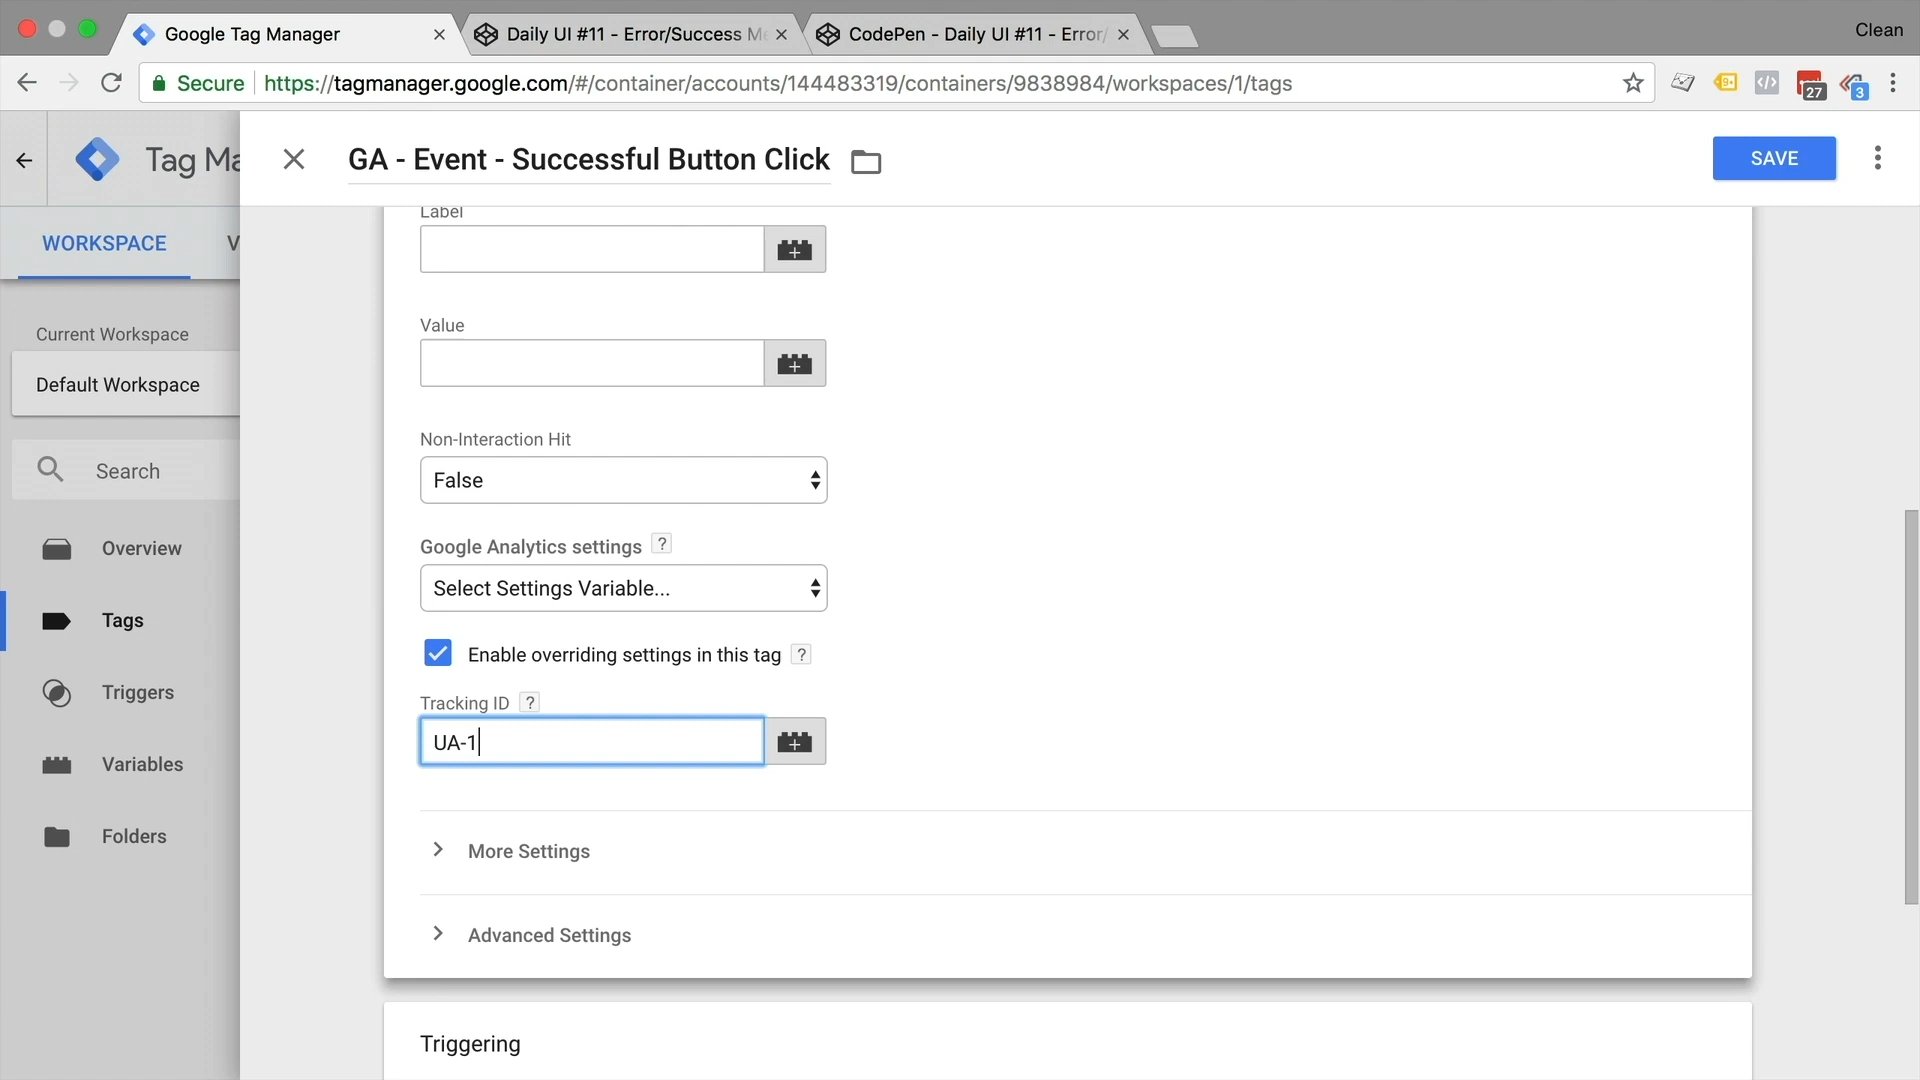 Google Tag Manager
Daily UI #11 - Error/Success Me
CodePen - Daily UI #11 - Error/
Clean
Secure
https://tagmanager.google.com/#/container/accounts/144483319/containers/9838984/workspaces/1/tags
27
3
Tag Ma
GA - Event - Successful Button Click
SAVE
WORKSPACE
V
Label
Value
Current Workspace
Default Workspace
Non-Interaction Hit
False
Search
Google Analytics settings ?
Select Settings Variable...
Enable overriding settings in this tag ?
Tracking ID ?
UA-1
Overview
Tags
Triggers
Variables
Folders
More Settings
Advanced Settings
Triggering